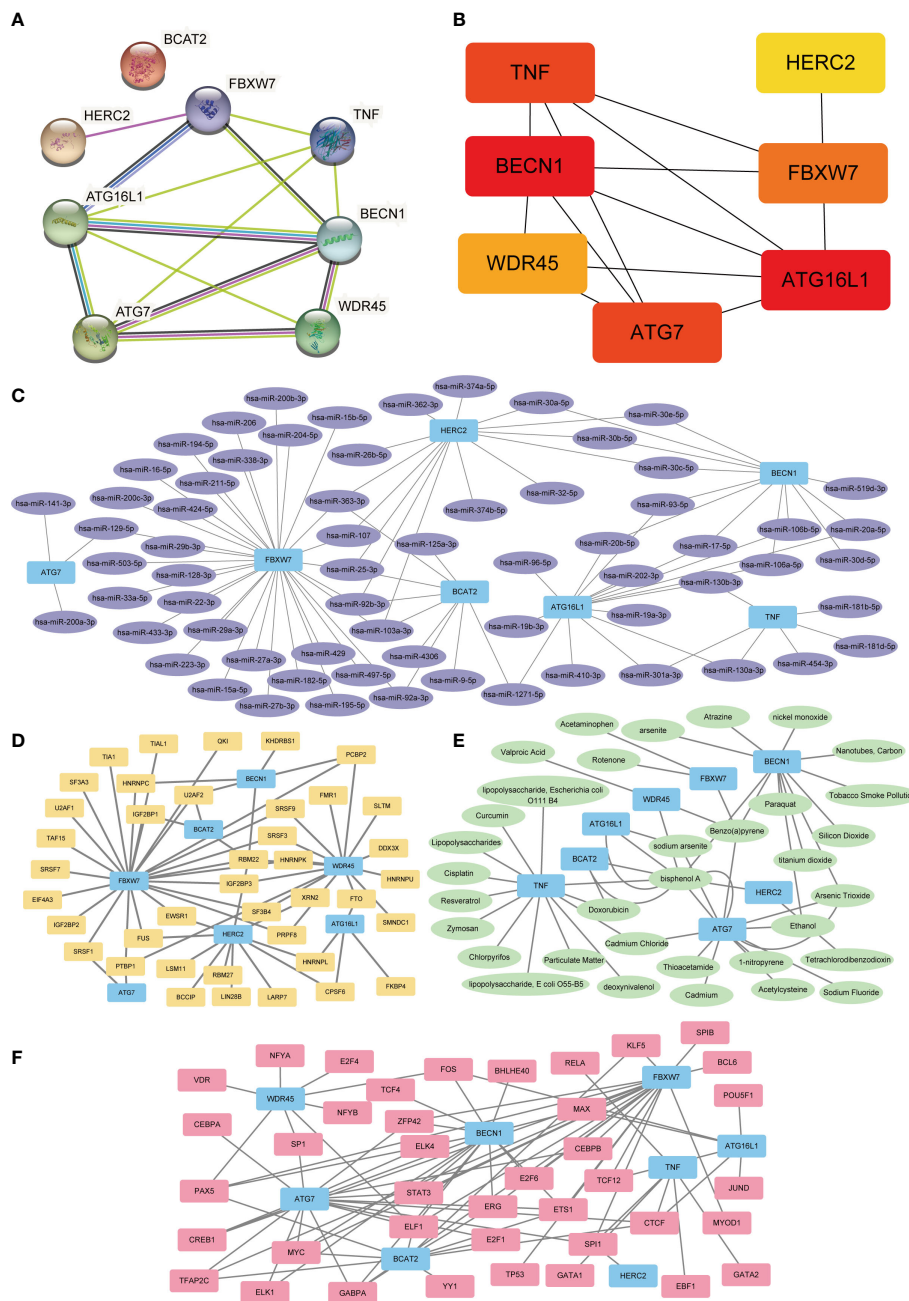 A
BCAT2
FBXW7
HERC2
TNF
ATG16L1
BECN1
ATG7
WDR45
B
TNF
HERC2
BECN1
FBXW7
WDR45
ATG16L1
ATG7
C
hsa-miR-200b-3p
hsa-miR-374a-5p
hsa-miR-362-3p
hsa-miR-30a-5p
hsa-miR-206
hsa-miR-15b-5p
hsa-miR-30e-5p
hsa-miR-204-5p
HERC2
hsa-miR-194-5p
hsa-miR-30b-5p
hsa-miR-338-3p
hsa-miR-26b-5p
hsa-miR-16-5p
hsa-miR-30c-5p
BECN1
hsa-miR-211-5p
hsa-miR-141-3p
hsa-miR-200c-3p
hsa-miR-363-3p
hsa-miR-32-5p
hsa-miR-519d-3p
hsa-miR-424-5p
hsa-miR-374b-5p
hsa-miR-93-5p
hsa-miR-129-5p
hsa-miR-107
hsa-miR-125a-3p
hsa-miR-106b-5p
hsa-miR-20a-5p
hsa-miR-29b-3p
hsa-miR-20b-5p
hsa-miR-17-5p
hsa-miR-503-5p
FBXW7
hsa-miR-96-5p
hsa-miR-106a-5p
hsa-miR-30d-5p
ATG7
hsa-miR-25-3p
hsa-miR-202-3p
hsa-miR-128-3p
hsa-miR-130b-3p
hsa-miR-33a-5p
BCAT2
hsa-miR-22-3p
hsa-miR-92b-3p
ATG16L1
hsa-miR-181b-5p
hsa-miR-200a-3p
hsa-miR-19b-3p
hsa-miR-19a-3p
TNF
hsa-miR-433-3p
hsa-miR-29a-3p
hsa-miR-103a-3p
hsa-miR-181d-5p
hsa-miR-223-3p
hsa-miR-429
hsa-miR-4306
hsa-miR-454-3p
hsa-miR-27a-3p
hsa-miR-497-5p
hsa-miR-9-5p
hsa-miR-410-3p
hsa-miR-301a-3p
hsa-miR-130a-3p
hsa-miR-15a-5p
hsa-miR-182-5p
hsa-miR-92a-3p
hsa-miR-1271-5p
hsa-miR-27b-3p
hsa-miR-195-5p
D
TIAL1
QKI
KHDRBS1
TIA1
PCBP2
SF3A3
HNRNPC
BECN1
U2AF2
FMR1
SLTM
U2AF1
IGF2BP1
SRSF9
BCAT2
TAF15
SRSF3
DDX3X
RBM22
HNRNPK
WDR45
SRSF7
FBXW7
HNRNPU
IGF2BP3
XRN2
FTO
EIF4A3
SF3B4
SMNDC1
IGF2BP2
EWSR1
ATG16L1
FUS
HERC2
PRPF8
SRSF1
HNRNPL
PTBP1
LSM11
RBM27
ATG7
BCCIP
LIN28B
LARP7
CPSF6
FKBP4
E
Acetaminophen
arsenite
Atrazine
nickel monoxide
Valproic Acid
Rotenone
BECN1
Nanotubes, Carbon
FBXW7
lipopolysaccharide, Escherichia coli
O111 B4
WDR45
Paraquat
Tobacco Smoke Pollutio
Curcumin
ATG16L1
Benzo(a)pyrene
Silicon Dioxide
Lipopolysaccharides
sodium arsenite
titanium dioxide
BCAT2
Cisplatin
TNF
bisphenol A
HERC2
Arsenic Trioxide
Resveratrol
Doxorubicin
Zymosan
ATG7
Ethanol
Cadmium Chloride
Chlorpyrifos
Particulate Matter
Thioacetamide
1-nitropyrene
Tetrachlorodibenzodioxin
lipopolysaccharide, E coli O55-B5
deoxynivalenol
Cadmium
Acetylcysteine
Sodium Fluoride
F
SPIB
NFYA
E2F4
KLF5
VDR
FOS
BHLHE40
RELA
FBXW7
BCL6
WDR45
TCF4
POU5F1
NFYB
MAX
CEBPA
ZFP42
BECN1
SP1
ELK4
CEBPB
ATG16L1
TNF
PAX5
STAT3
E2F6
TCF12
ATG7
JUND
ERG
ETS1
CREB1
ELF1
CTCF
MYOD1
MYC
E2F1
SPI1
TFAP2C
BCAT2
TP53
GATA2
ELK1
GABPA
YY1
GATA1
HERC2
EBF1